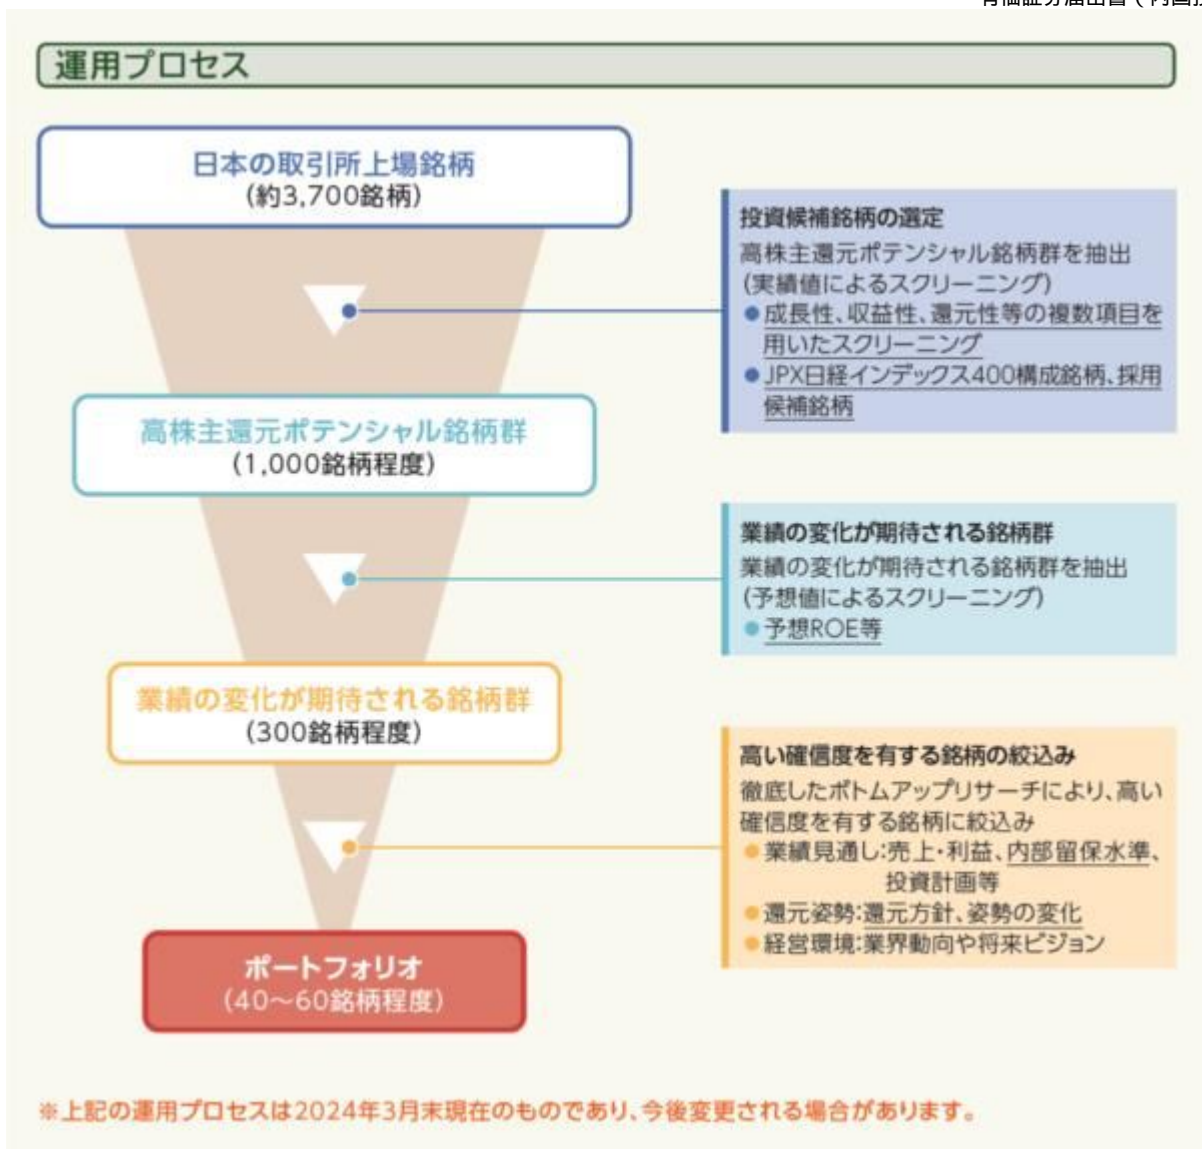 運用プロセス
日本の取引所上場銘柄
(約3,700銘柄)
投資候補銘柄の選定
高株主還元ポテンシャル銘柄群を抽出
(実績値によるスクリーニング)
●成長性、収益性、還元性等の複数項目を
用いたスクリーニング
●JPX日経インデックス400構成銘柄、採用
候補銘柄
高株主還元ポテンシャル銘柄群
(1,000銘柄程度)
業績の変化が期待される銘柄群
業績の変化が期待される銘柄群を抽出
(予想値によるスクリーニング)
●予想ROE等
業績の変化が期待される銘柄群
(300銘柄程度)
高い確信度を有する銘柄の絞込み
徹底したボトムアップリサーチにより、高い
確信度を有する銘柄に絞込み
●業績見通し:売上・利益、内部留保水準、
投資計画等
●還元姿勢:還元方針、姿勢の変化
●経営環境:業界動向や将来ビジョン
ポートフォリオ
(40～60銘柄程度)
※上記の運用プロセスは2024年3月末現在のものであり、今後変更される場合があります。